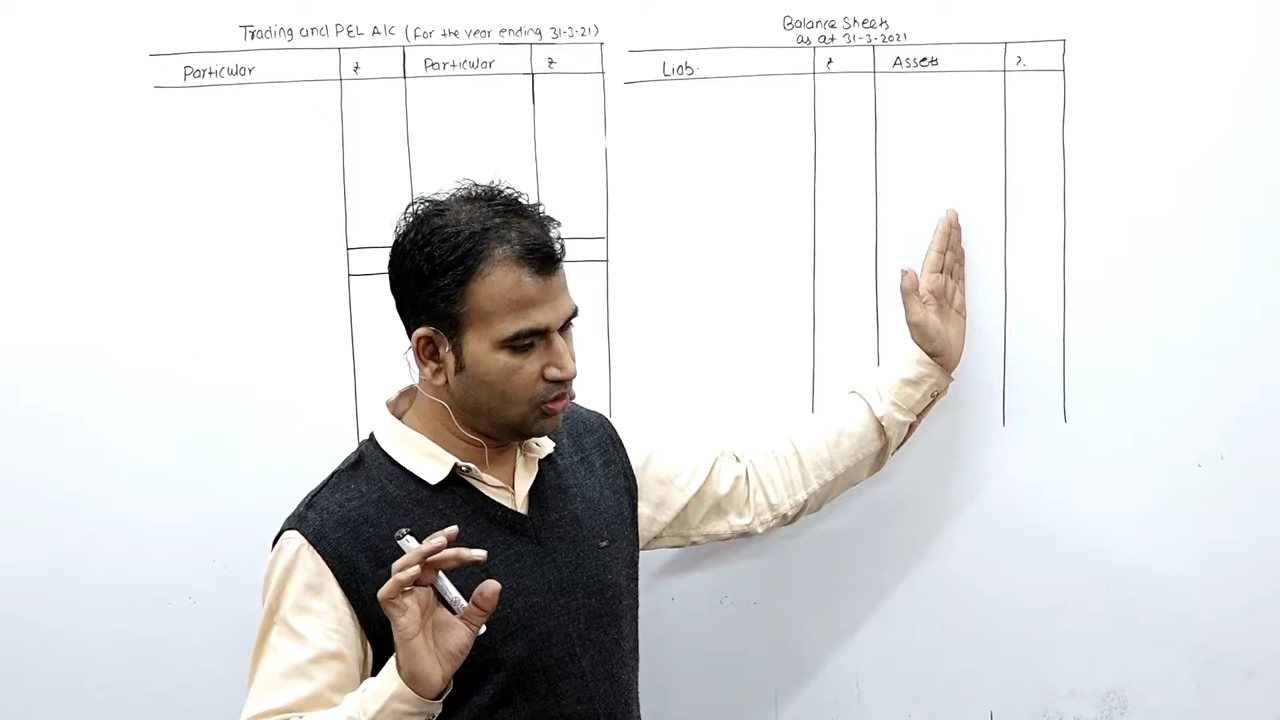 Trading and P&L A/C (For the year ending 31-3-21)
Particular ₹ Particular ₹
Balance Sheets
as at 31-3-2021
Liab. ₹ Assets ₹